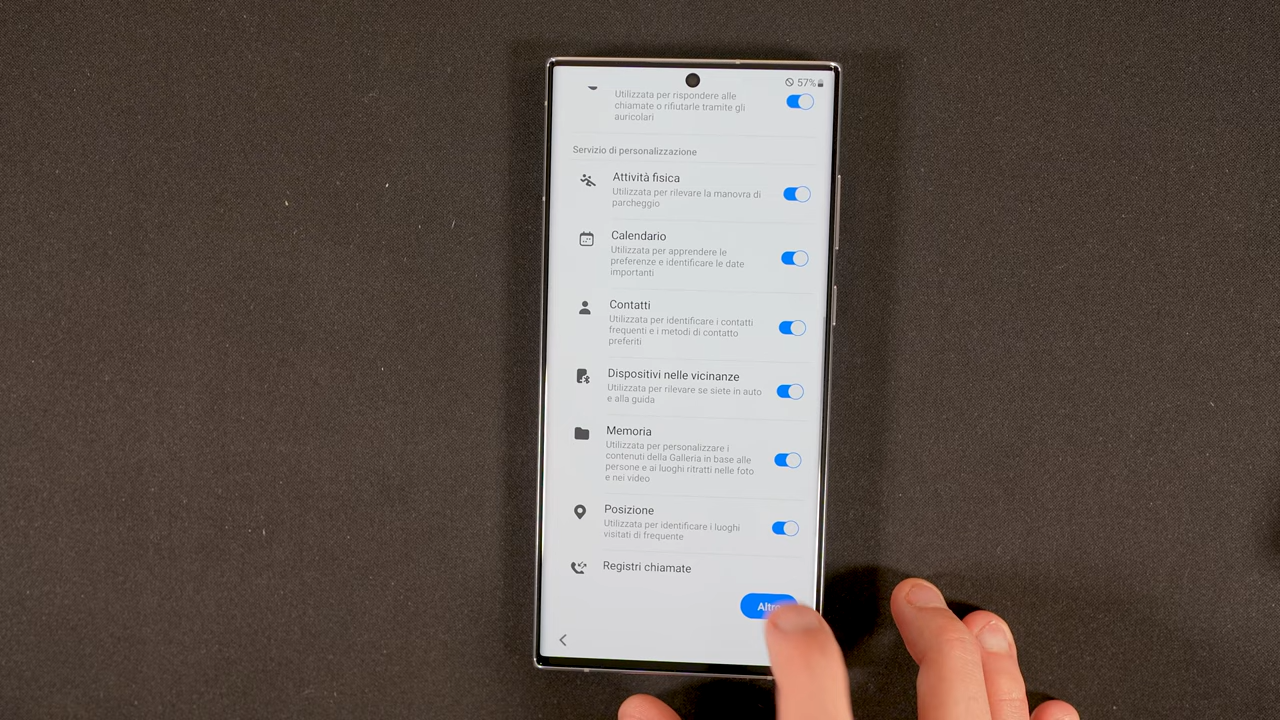 57%
Utilizzata per rispondere alle
chiamate o rifiutarle tramite gli
auricolari
Servizio di personalizzazione
Attività fisica
Utilizzata per rilevare la manovra di
parcheggio
Calendario
Utilizzata per apprendere le
preferenze e identificare le date
importanti
Contatti
Utilizzata per identificare i contatti
frequenti e i metodi di contatto
preferiti
Dispositivi nelle vicinanze
Utilizzata per rilevare se siete in auto
e alla guida
Memoria
Utilizzata per personalizzare i
contenuti della Galleria in base alle
persone e ai luoghi ritratti nelle foto
e nei video
Posizione
Utilizzata per identificare i luoghi
visitati di frequente
Registri chiamate
Altro